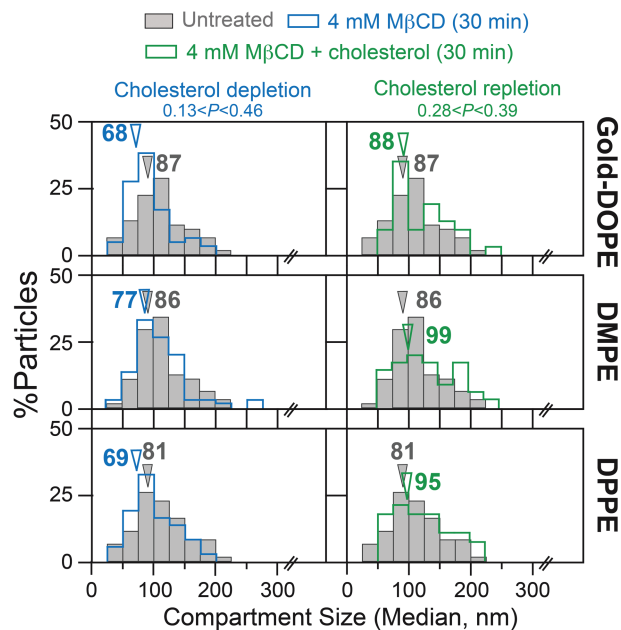 Untreated
4 mM MβCD (30 min)
4 mM MβCD + cholesterol (30 min)
Cholesterol depletion
0.13<P<0.46
Cholesterol repletion
0.28<P<0.39
50
25
0
68
87
88
87
Gold-DOPE
%Particles
50
25
0
77
86
86
99
DMPE
50
25
0
69
81
81
95
DPPE
0 100 200 300
0 100 200 300
Compartment Size (Median, nm)